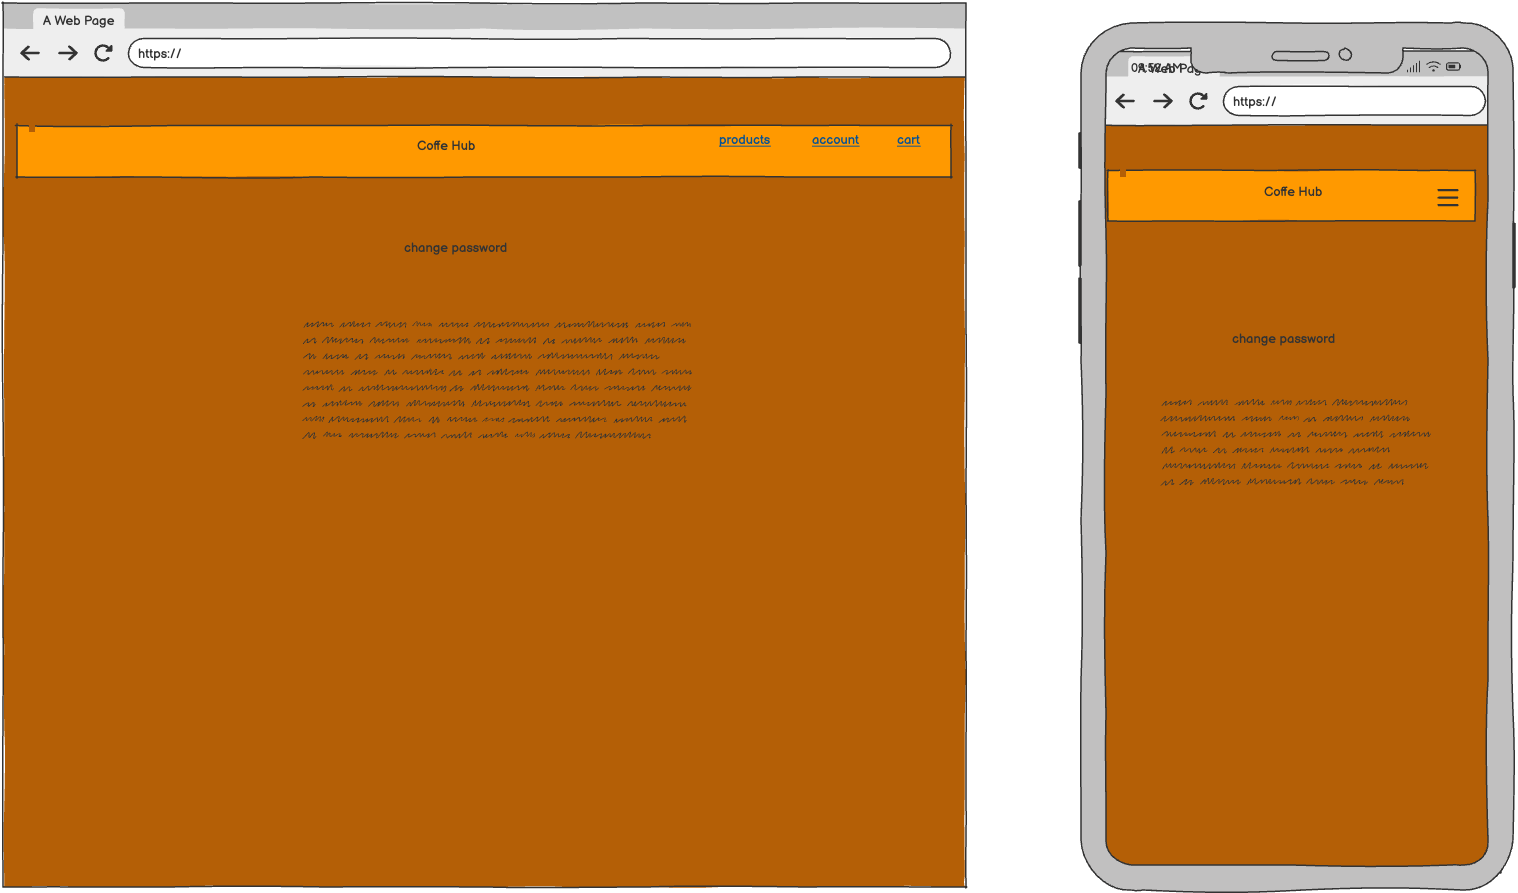 A Web Page
https://
Coffe Hub
products account cart
change password
https://
Coffe Hub
change password